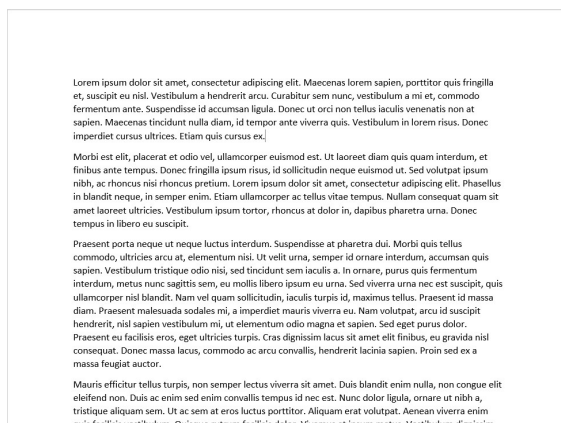 Lorem ipsum dolor sit amet, consectetur adipiscing elit. Maecenas lorem sapien, porttitor quis fringilla
et, suscipit eu nisl. Vestibulum a hendrerit arcu. Curabitur sem nunc, vestibulum a mi et, commodo
fermentum ante. Suspendisse id accumsan ligula. Donec ut orci non tellus iaculis venenatis non at
sapien. Maecenas tincidunt nulla diam, id tempor ante viverra quis. Vestibulum in lorem risus. Donec
imperdiet cursus ultrices. Etiam quis cursus ex.
Morbi est elit, placerat et odio vel, ullamcorper euismod est. Ut laoreet diam quis quam interdum, et
finibus ante tempus. Donec fringilla ipsum risus, id sollicitudin neque euismod ut. Sed volutpat ipsum
nibh, ac rhoncus nisi rhoncus pretium. Lorem ipsum dolor sit amet, consectetur adipiscing elit. Phasellus
in blandit neque, in semper enim. Etiam ullamcorper ac tellus vitae tempus. Nullam consequat quam sit
amet laoreet ultricies. Vestibulum ipsum tortor, rhoncus at dolor in, dapibus pharetra urna. Donec
tempus in libero eu suscipit.
Praesent porta neque ut neque luctus interdum. Suspendisse at pharetra dui. Morbi quis tellus
commodo, ultricies arcu at, elementum nisi. Ut velit urna, semper id ornare interdum, accumsan quis
sapien. Vestibulum tristique odio nisi, sed tincidunt sem iaculis a. In ornare, purus quis fermentum
interdum, metus nunc sagittis sem, eu mollis libero ipsum eu urna. Sed viverra urna nec est suscipit, quis
ullamcorper nisl blandit. Nam vel quam sollicitudin, iaculis turpis id, maximus tellus. Praesent id massa
diam. Praesent malesuada sodales mi, a imperdiet mauris viverra eu. Nam volutpat, arcu id suscipit
hendrerit, nisl sapien vestibulum mi, ut elementum odio magna et sapien. Sed eget purus dolor.
Praesent eu facilisis eros, eget ultricies turpis. Cras dignissim lacus sit amet elit finibus, eu gravida nisl
consequat. Donec massa lacus, commodo ac arcu convallis, hendrerit lacinia sapien. Proin sed ex a
massa feugiat auctor.
Mauris efficitur tellus turpis, non semper lectus viverra sit amet. Duis blandit enim nulla, non congue elit
eleifend non. Duis ac enim sed enim convallis tempus id nec est. Nunc dolor ligula, ornare ut nibh a,
tristique aliquam sem. Ut ac sem at eros luctus porttitor. Aliquam erat volutpat. Aenean viverra enim